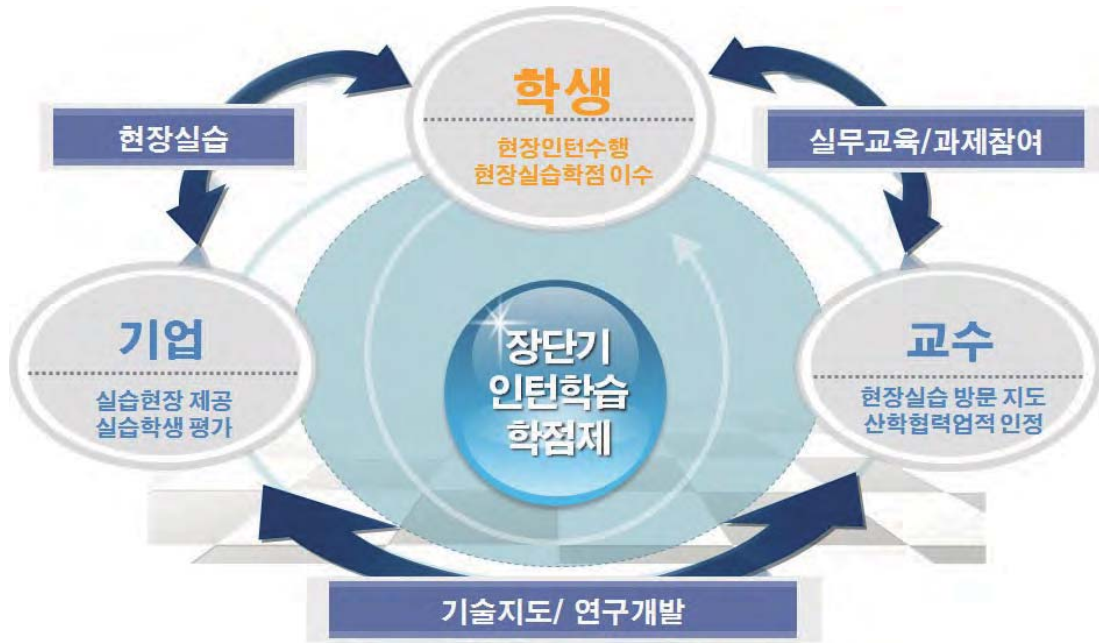 학생
현장인턴수행
현장실습학점 이수
현장실습
실무교육/과제참여
기업
실습현장 제공
실습학생 평가
장단기
인턴학습
학점제
교수
현장실습 방문 지도
산학협력업적 인정
기술지도/ 연구개발